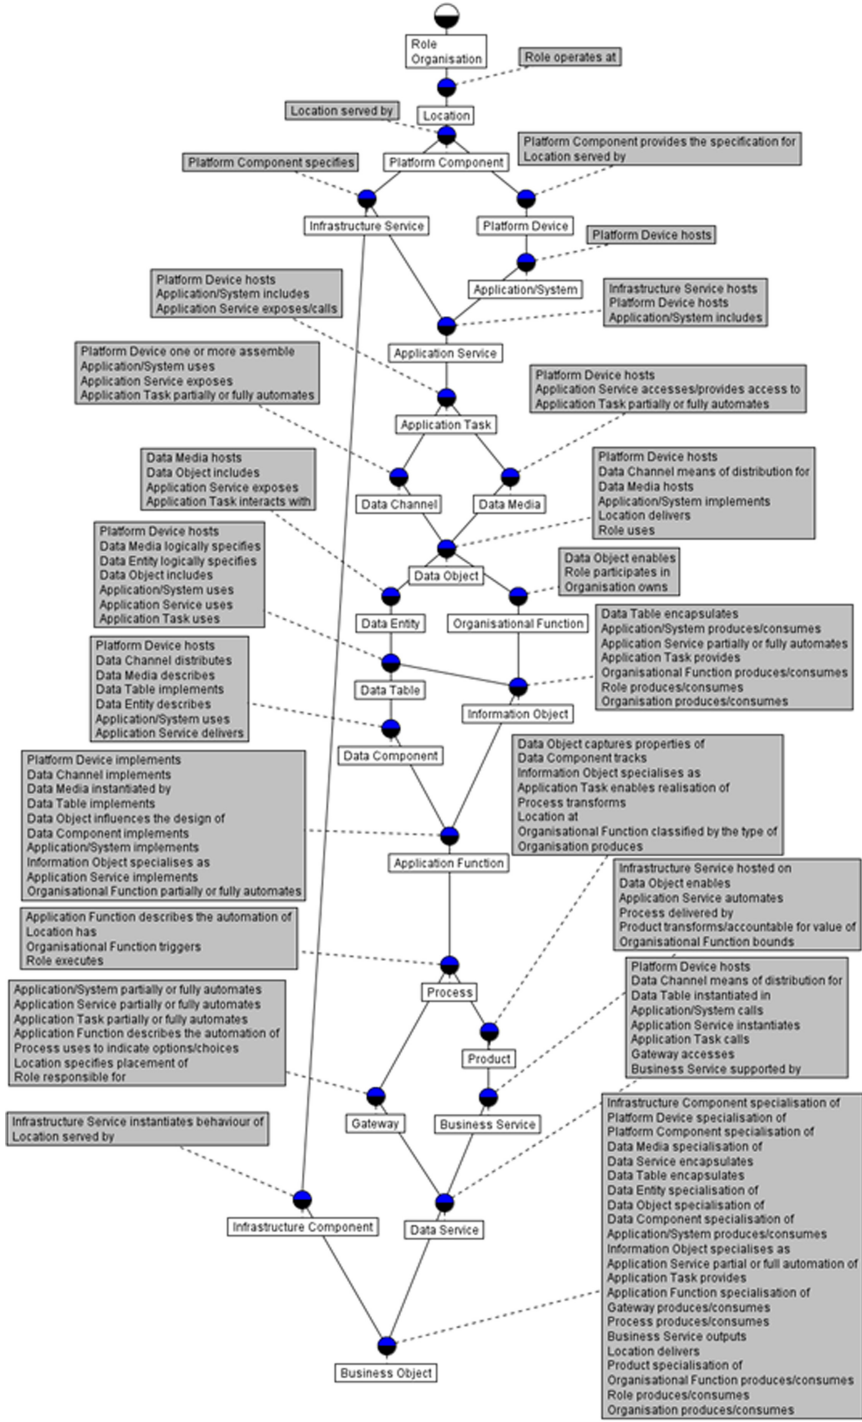 Role
Organisation
Role operates at
Location served by
Location
Platform Component provides the specification for
Location served by
Platform Component specifies
Platform Component
Infrastructure Service
Platform Device
Platform Device hosts
Platform Device hosts
Application/System includes
Application Service exposes/calls
Application/System
Infrastructure Service hosts
Platform Device hosts
Application/System includes
Platform Device one or more assemble
Application/System uses
Application Service exposes
Application Task partially or fully automates
Application Service
Platform Device hosts
Application Service accesses/provides access to
Application Task partially or fully automates
Application Task
Data Media hosts
Data Object includes
Application Service exposes
Application Task interacts with
Data Channel
Data Media
Platform Device hosts
Data Channel means of distribution for
Data Media hosts
Application/System implements
Location delivers
Role uses
Platform Device hosts
Data Media logically specifies
Data Entity logically specifies
Data Object includes
Application/System uses
Application Service uses
Application Task uses
Data Object
Data Object enables
Role participates in
Organisation owns
Data Entity
Organisational Function
Data Table encapsulates
Application/System produces/consumes
Application Service partially or fully automates
Application Task provides
Organisational Function produces/consumes
Role produces/consumes
Organisation produces/consumes
Platform Device hosts
Data Channel distributes
Data Media describes
Data Table implements
Data Entity describes
Application/System uses
Application Service delivers
Data Table
Information Object
Data Component
Data Object captures properties of
Data Component tracks
Information Object specialises as
Application Task enables realisation of
Process transforms
Location at
Organisational Function classified by the type of
Organisation produces
Platform Device implements
Data Channel implements
Data Media instantiated by
Data Table implements
Data Object influences the design of
Data Component implements
Application/System implements
Information Object specialises as
Application Service implements
Organisational Function partially or fully automates
Application Function
Infrastructure Service hosted on
Data Object enables
Application Service automates
Process delivered by
Product transforms/accountable for value of
Organisational Function bounds
Application Function describes the automation of
Location has
Organisational Function triggers
Role executes
Process
Platform Device hosts
Data Channel means of distribution for
Data Table instantiated in
Application/System calls
Application Service instantiates
Application Task calls
Gateway accesses
Business Service supported by
Application/System partially or fully automates
Application Service partially or fully automates
Application Task partially or fully automates
Application Function describes the automation of
Process uses to indicate options/choices
Location specifies placement of
Role responsible for
Product
Gateway
Business Service
Infrastructure Service instantiates behaviour of
Location served by
Infrastructure Component specialisation of
Platform Device specialisation of
Platform Component specialisation of
Data Media specialisation of
Data Service encapsulates
Data Table encapsulates
Data Entity specialisation of
Data Object specialisation of
Data Component specialisation of
Application/System produces/consumes
Information Object specialises as
Application Service partial or full automation of
Application Task provides
Application Function specialisation of
Gateway produces/consumes
Process produces/consumes
Business Service outputs
Location delivers
Product specialisation of
Organisational Function produces/consumes
Role produces/consumes
Organisation produces/consumes
Infrastructure Component
Data Service
Business Object